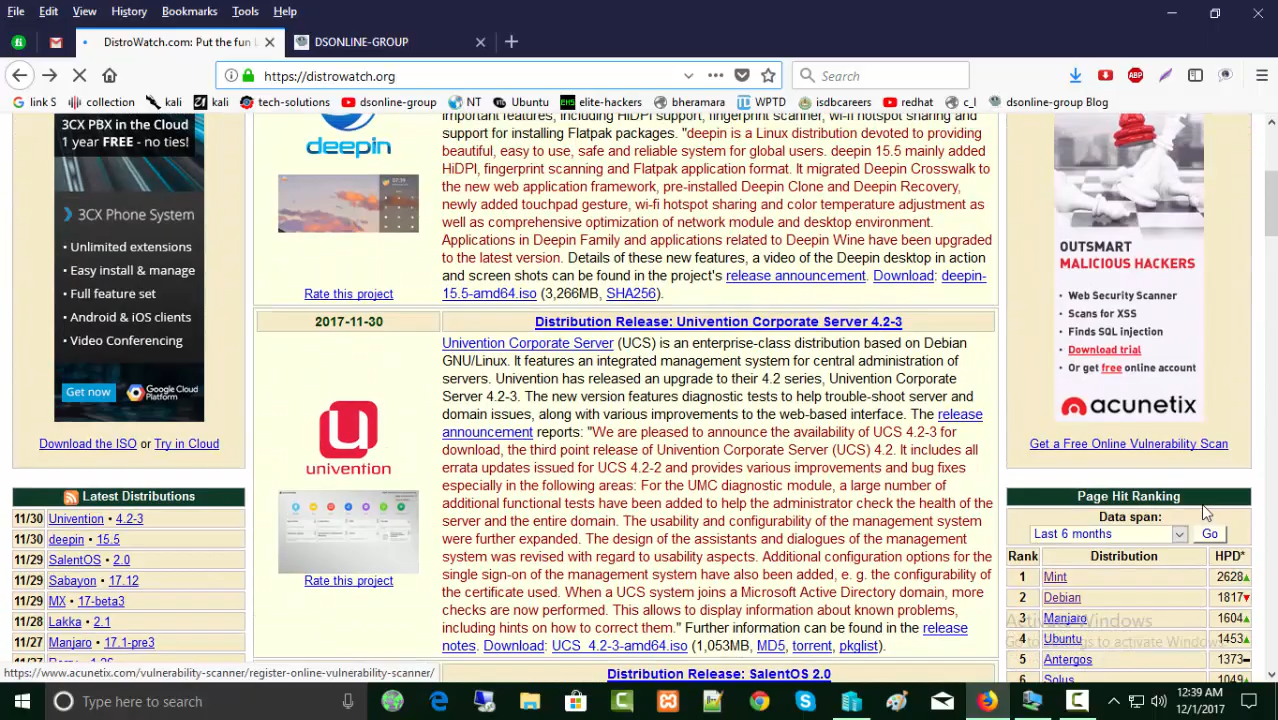 File Edit View History Bookmarks Tools Help
DistroWatch.com: Put the fun
DSONLINE-GROUP
https://distrowatch.org
Search
link S collection kali kali tech-solutions dsonline-group NT Ubuntu elite-hackers bheramara WPTD isdbcareers redhat c_l dsonline-group Blog
3CX PBX in the Cloud
1 year FREE - no ties!
3CX Phone System
• Unlimited extensions
• Easy install & manage
• Full feature set
• Android & iOS clients
• Video Conferencing
Get now
Google Cloud
Platform
Download the ISO or Try in Cloud
Latest Distributions
11/30 Univention • 4.2-3
11/30 deepin • 15.5
11/29 SalentOS • 2.0
11/29 Sabayon • 17.12
11/29 MX • 17-beta3
11/28 Lakka • 2.1
11/27 Manjaro • 17.1-pre3
deepin
Rate this project
important features, including HiDPI support, fingerprint scanner, wi-fi hotspot sharing and
support for installing Flatpak packages. "deepin is a Linux distribution devoted to providing
beautiful, easy to use, safe and reliable system for global users. deepin 15.5 mainly added
HiDPI, fingerprint scanning and Flatpak application format. It migrated Deepin Crosswalk to
the new web application framework, pre-installed Deepin Clone and Deepin Recovery,
newly added touchpad gesture, wi-fi hotspot sharing and color temperature adjustment as
well as comprehensive optimization of network module and desktop environment.
Applications in Deepin Family and applications related to Deepin Wine have been upgraded
to the latest version. Details of these new features, a video of the Deepin desktop in action
and screen shots can be found in the project's release announcement. Download: deepin-
15.5-amd64.iso (3,266MB, SHA256).
2017-11-30
Distribution Release: Univention Corporate Server 4.2-3
univention
Rate this project
Univention Corporate Server (UCS) is an enterprise-class distribution based on Debian
GNU/Linux. It features an integrated management system for central administration of
servers. Univention has released an upgrade to their 4.2 series, Univention Corporate
Server 4.2-3. The new version features diagnostic tests to help trouble-shoot server and
domain issues, along with various improvements to the web-based interface. The release
announcement reports: "We are pleased to announce the availability of UCS 4.2-3 for
download, the third point release of Univention Corporate Server (UCS) 4.2. It includes all
errata updates issued for UCS 4.2-2 and provides various improvements and bug fixes
especially in the following areas: For the UMC diagnostic module, a large number of
additional functional tests have been added to help the administrator check the health of the
server and the entire domain. The usability and configurability of the management system
were further expanded. The design of the assistants and dialogues of the management
system was revised with regard to usability aspects. Additional configuration options for the
single sign-on of the management system have also been added, e. g. the configurability of
the certificate used. When a UCS system joins a Microsoft Active Directory domain, more
checks are now performed. This allows to display information about known problems,
including hints on how to correct them." Further information can be found in the release
notes. Download: UCS_4.2-3-amd64.iso (1,053MB, MD5, torrent, pkglist).
Distribution Release: SalentOS 2.0
OUTSMART
MALICIOUS HACKERS
• Web Security Scanner
• Scans for XSS
• Finds SQL injection
• Download trial
• Or get free online account
acunetix
Get a Free Online Vulnerability Scan
Page Hit Ranking
Data span:
Last 6 months Go
Rank Distribution HPD*
1 Mint 2628
2 Debian 1817
3 Manjaro 1604
4 Ubuntu 1453
5 Antergos 1373
6 Solus 1049
Activate Windows
Go to Settings to activate Windows.
https://www.acunetix.com/vulnerability-scanner/register-online-vulnerability-scanner/
Type here to search
12:39 AM
12/1/2017